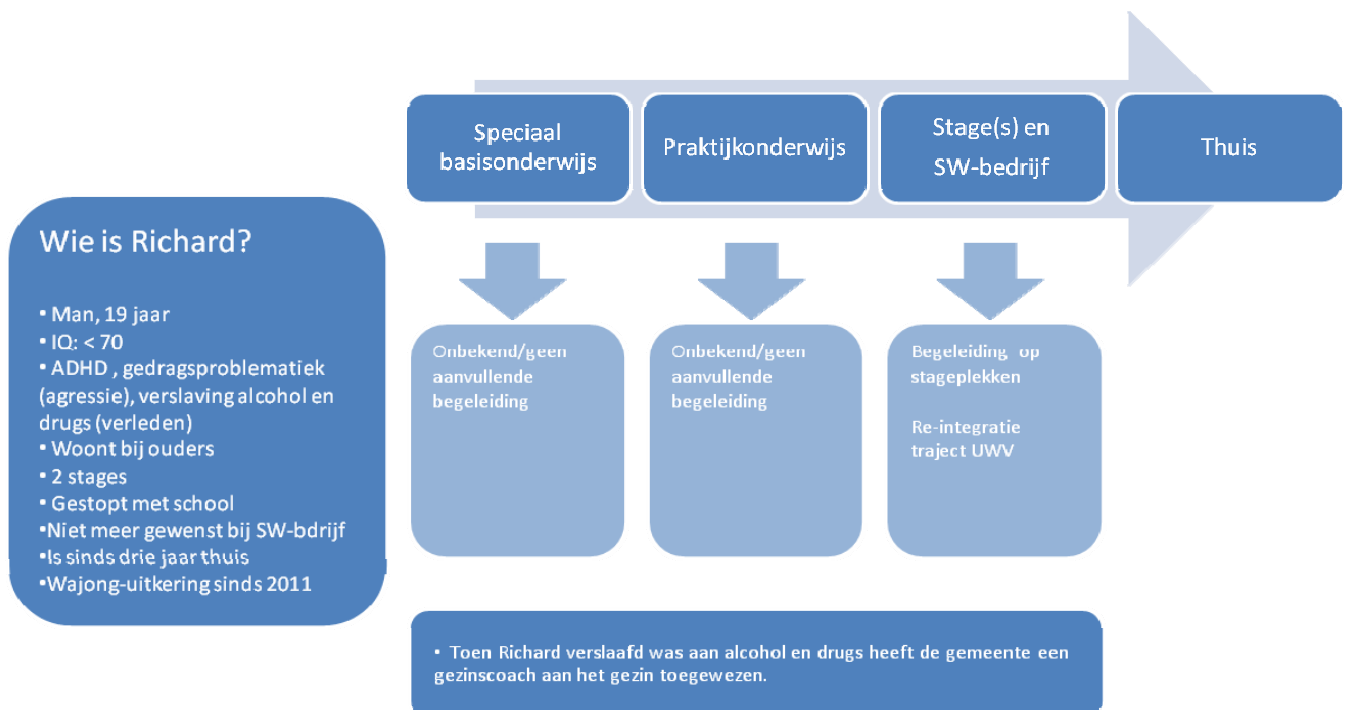 Speciaal
basisonderwijs
Praktijkonderwijs
Stage(s) en
SW-bedrijf
Thuis
Wie is Richard?
• Man, 19 jaar
• IQ: < 70
• ADHD , gedragsproblematiek
(agressie), verslaving alcohol en
drugs (verleden)
• Woont bij ouders
• 2 stages
• Gestopt met school
•Niet meer gewenst bij SW-bdrijf
•Is sinds drie jaar thuis
•Wajong-uitkering sinds 2011
Onbekend/geen
aanvullende
begeleiding
Onbekend/geen
aanvullende
begeleiding
Begeleiding op
stageplekken
Re-integratie
traject UWV
• Toen Richard verslaafd was aan alcohol en drugs heeft de gemeente een
gezinscoach aan het gezin toegewezen.